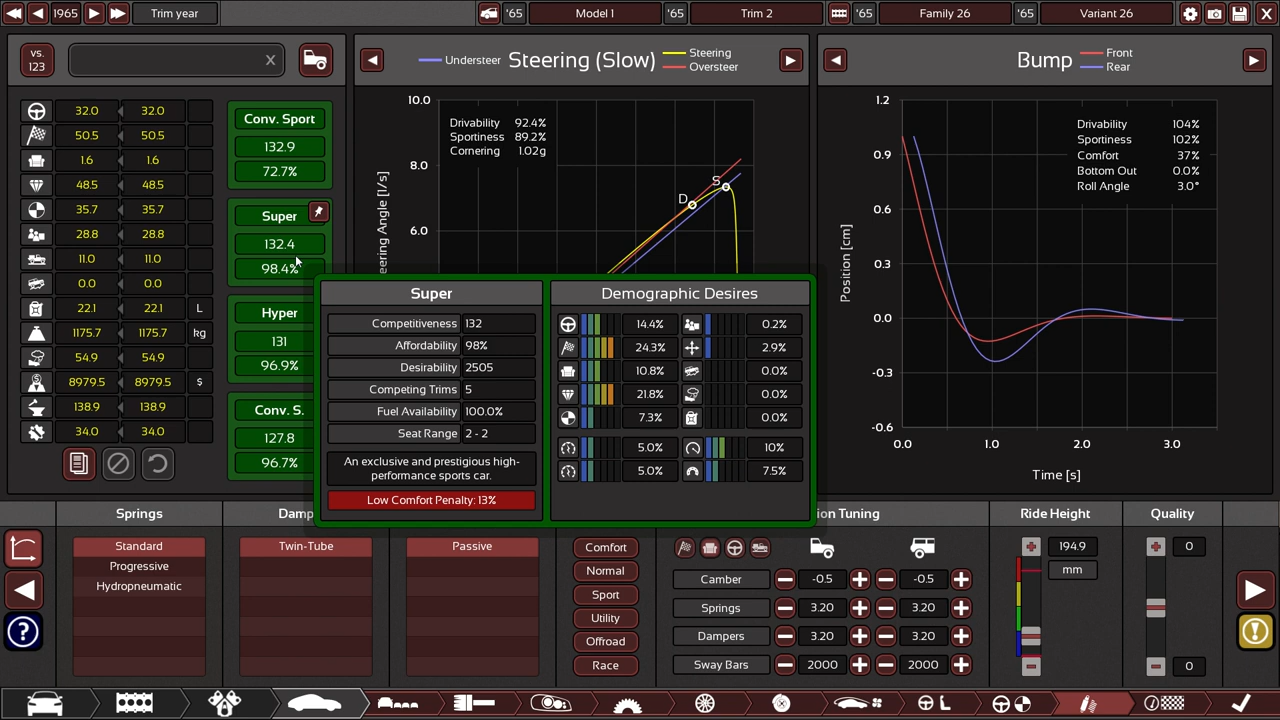 1965
Trim year
'65
Model 1
'65
Trim 2
'65
Family 26
'65
Variant 26
vs.
123
X
32.0 32.0
50.5 50.5
1.6 1.6
48.5 48.5
35.7 35.7
28.8 28.8
11.0 11.0
0.0 0.0
22.1 22.1 L
1175.7 1175.7 kg
54.9 54.9
8979.5 8979.5 $
138.9 138.9
34.0 34.0
Conv. Sport
132.9
72.7%
Super
132.4
98.4%
Hyper
131
96.9%
Conv. S.
127.8
96.7%
Understeer
Steering (Slow)
Steering
Oversteer
10.0
8.0
6.0
Drivability 92.4%
Sportiness 89.2%
Cornering 1.02g
D
S
Bump
Front
Rear
Position [cm]
1.2
0.9
0.6
0.3
0.0
-0.3
-0.6
Drivability 104%
Sportiness 102%
Comfort 37%
Bottom Out 0.0%
Roll Angle 3.0°
0.0 1.0 2.0 3.0
Time [s]
Super
Competitiveness 132
Affordability 98%
Desirability 2505
Competing Trims 5
Fuel Availability 100.0%
Seat Range 2 - 2
An exclusive and prestigious high-
performance sports car.
Low Comfort Penalty: 13%
Demographic Desires
14.4% 0.2%
24.3% 2.9%
10.8% 0.0%
21.8% 0.0%
7.3% 0.0%
5.0% 10%
5.0% 7.5%
Springs
Standard
Progressive
Hydropneumatic
Twin-Tube
Passive
Comfort
Normal
Sport
Utility
Offroad
Race
Tuning
Camber -0.5 -0.5
Springs 3.20 3.20
Dampers 3.20 3.20
Sway Bars 2000 2000
Ride Height
194.9
mm
Quality
0
0